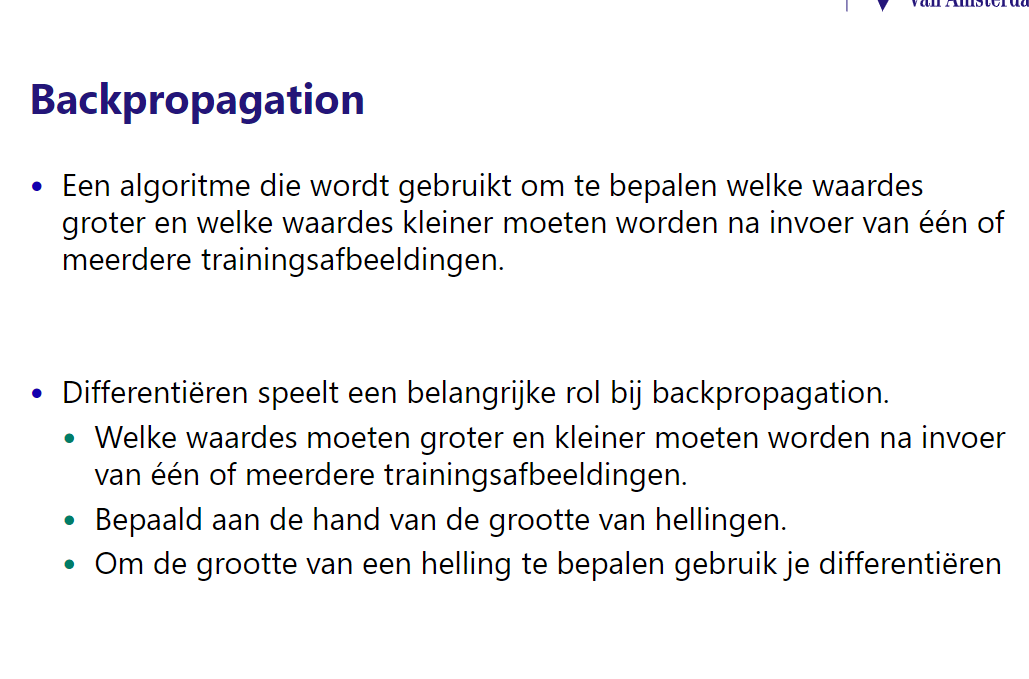 van Amsterda
Backpropagation
• Een algoritme die wordt gebruikt om te bepalen welke waardes
groter en welke waardes kleiner moeten worden na invoer van één of
meerdere trainingsafbeeldingen.
• Differentiëren speelt een belangrijke rol bij backpropagation.
• Welke waardes moeten groter en kleiner moeten worden na invoer
van één of meerdere trainingsafbeeldingen.
• Bepaald aan de hand van de grootte van hellingen.
• Om de grootte van een helling te bepalen gebruik je differentiëren